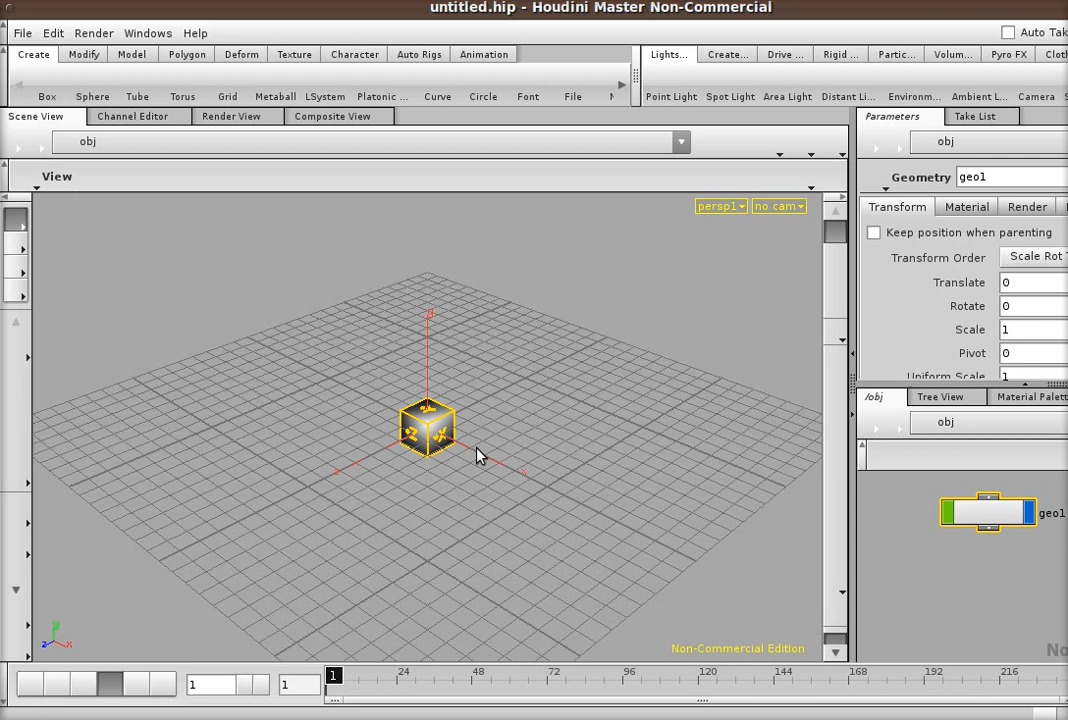 untitled.hip - Houdini Master Non-Commercial
File Edit Render Windows Help
Auto Tak
Create Modify Model Polygon Deform Texture Character Auto Rigs Animation
Lights... Create... Drive ... Rigid ... Partic... Volum... Pyro FX Clot
Box Sphere Tube Torus Grid Metaball LSystem Platonic ... Curve Circle Font File
Point Light Spot Light Area Light Distant Li... Environm... Ambient L... Camera
Scene View Channel Editor Render View Composite View
Parameters Take List
obj
obj
View
Geometry geo1
persp1 no cam
Transform Material Render
Keep position when parenting
Transform Order Scale Rot T
Translate 0
Rotate 0
Scale 1
Pivot 0
Uniform Scale 1
/obj Tree View Material Palett
obj
geo1
z x
y
z x
Non-Commercial Edition
No
1 1 1 24 48 72 96 120 144 168 192 216